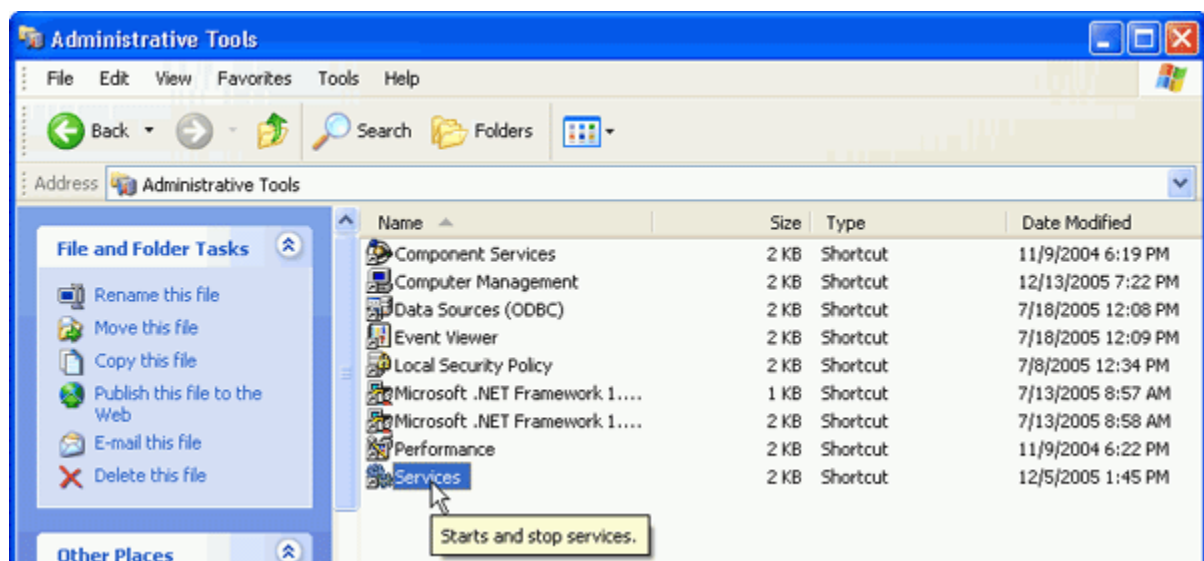 Administrative Tools
File Edit View Favorites Tools Help
Back Search Folders
Address Administrative Tools
File and Folder Tasks
Rename this file
Move this file
Copy this file
Publish this file to the
Web
E-mail this file
Delete this file
Other Places
Name Size Type Date Modified
Component Services 2 KB Shortcut 11/9/2004 6:19 PM
Computer Management 2 KB Shortcut 12/13/2005 7:22 PM
Data Sources (ODBC) 2 KB Shortcut 7/18/2005 12:08 PM
Event Viewer 2 KB Shortcut 7/18/2005 12:09 PM
Local Security Policy 2 KB Shortcut 7/8/2005 12:34 PM
Microsoft .NET Framework 1.... 1 KB Shortcut 7/13/2005 8:57 AM
Microsoft .NET Framework 1.... 2 KB Shortcut 7/13/2005 8:58 AM
Performance 2 KB Shortcut 11/9/2004 6:22 PM
Services 2 KB Shortcut 12/5/2005 1:45 PM
Starts and stop services.